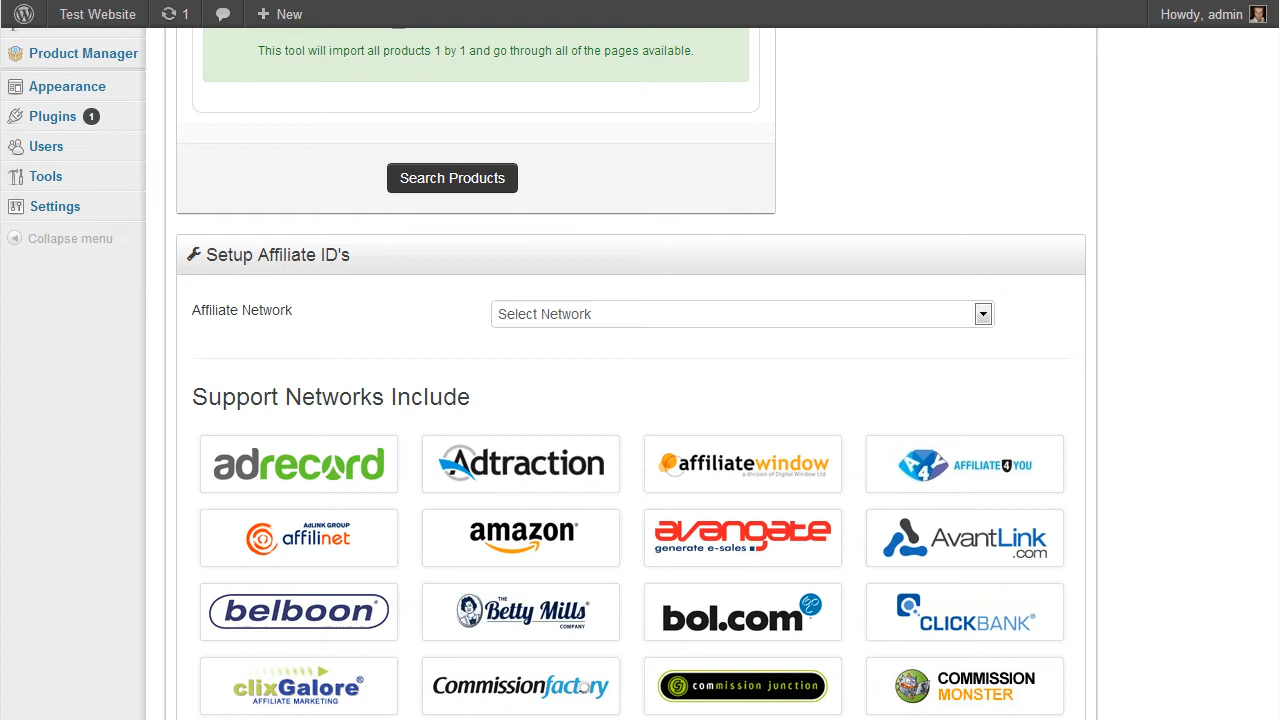 Test Website
1
New
Howdy, admin
Product Manager
Appearance
Plugins 1
Users
Tools
Settings
Collapse menu
This tool will import all products 1 by 1 and go through all of the pages available.
Search Products
Setup Affiliate ID's
Affiliate Network
Select Network
Support Networks Include
adrecord
Adtraction
affiliatewindow
a division of Digital Window Ltd
A4Y
AFFILIATE4YOU
ADLINK GROUP
affilinet
amazon®
avangate
generate e-sales
AvantLink
.com
belboon®
THE
Betty Mills®
COMPANY
bol.com
CLICKBANK®
clixGalore®
AFFILIATE MARKETING
Commissionfactory
commission junction
COMMISSION
MONSTER